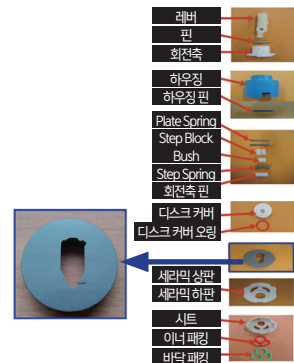 레버
핀
회전축
하우징
하우징 핀
Plate Spring
Step Block
Bush
Step Spring
회전축 핀
디스크 커버
디스크 커버 오링
세라믹 상판
세라믹 하판
시트
이너 패킹
바닥 패킹